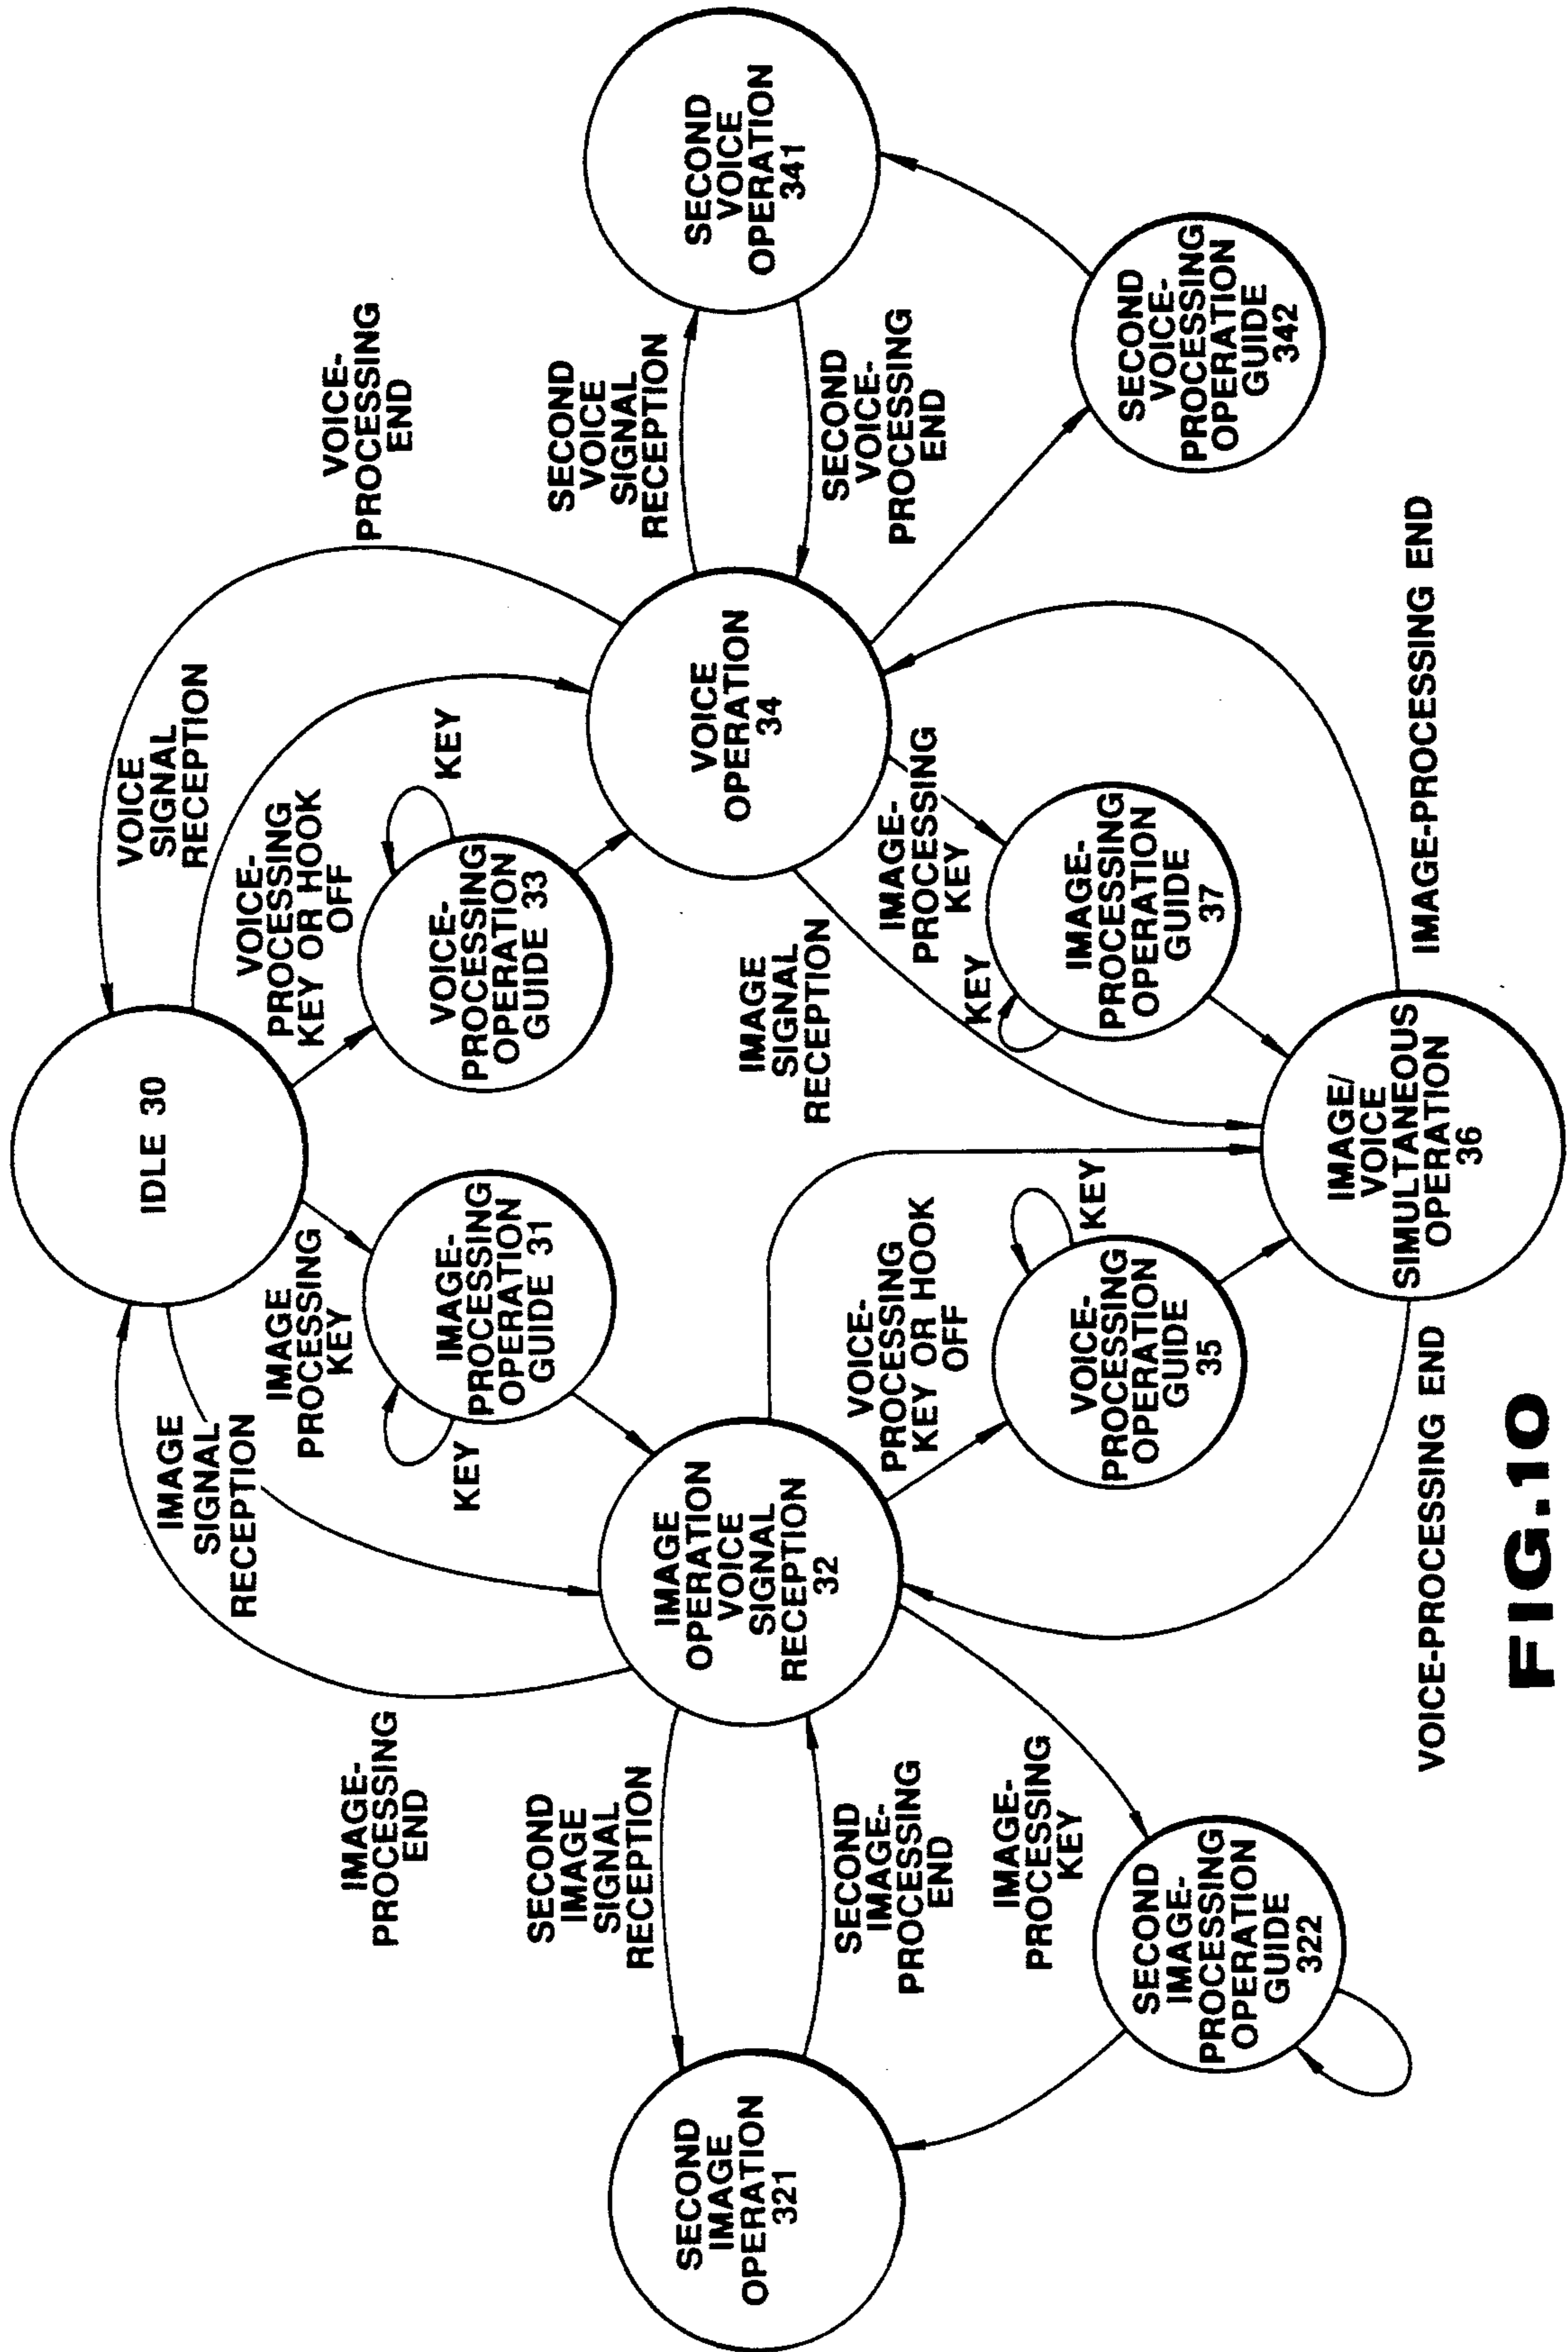 IDLE 30
VOICE-
PROCESSING
END
VOICE
SIGNAL
RECEPTION
VOICE-
PROCESSING
KEY OR HOOK
OFF
KEY
VOICE-
PROCESSING
OPERATION
GUIDE 33
IMAGE
SIGNAL
RECEPTION
IMAGE
PROCESSING
KEY
KEY
IMAGE-
PROCESSING
OPERATION
GUIDE 31
IMAGE-
PROCESSING
END
SECOND
IMAGE
SIGNAL
RECEPTION
SECOND
IMAGE
OPERATION
321
SECOND
IMAGE-
PROCESSING
END
IMAGE
OPERATION
VOICE
SIGNAL
RECEPTION
32
VOICE
OPERATION
34
SECOND
VOICE
SIGNAL
RECEPTION
SECOND
VOICE-
PROCESSING
END
SECOND
VOICE
OPERATION
341
IMAGE-
PROCESSING
KEY
SECOND
IMAGE-
PROCESSING
OPERATION
GUIDE
322
VOICE-
PROCESSING
KEY OR HOOK
OFF
KEY
VOICE-
PROCESSING
OPERATION
GUIDE
35
IMAGE
SIGNAL
RECEPTION
IMAGE-
PROCESSING
KEY
KEY
IMAGE-
PROCESSING
OPERATION
GUIDE
37
SECOND
VOICE-
PROCESSING
OPERATION
GUIDE
342
IMAGE/
VOICE
SIMULTANEOUS
OPERATION
36
VOICE-PROCESSING END
IMAGE-PROCESSING END
FIG.10